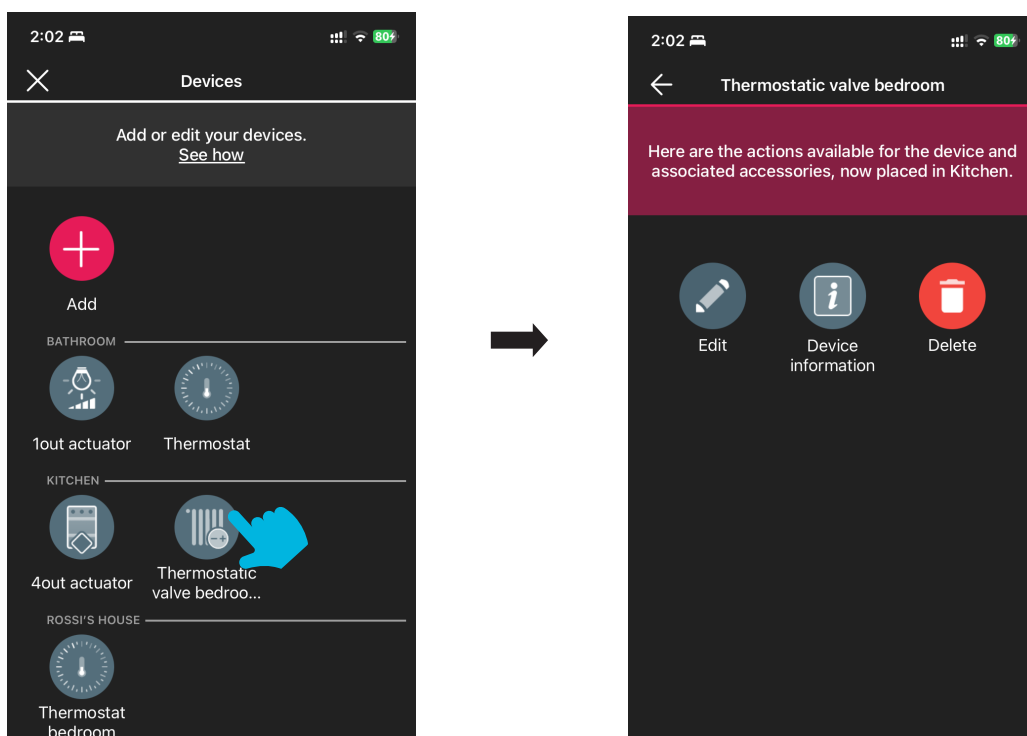 2:02
80
Devices
Add or edit your devices.
See how
Add
BATHROOM
1out actuator
Thermostat
KITCHEN
4out actuator
Thermostatic
valve bedroo...
ROSSI'S HOUSE
Thermostat
bedroom
2:02
80
Thermostatic valve bedroom
Here are the actions available for the device and
associated accessories, now placed in Kitchen.
Edit
Device
information
Delete